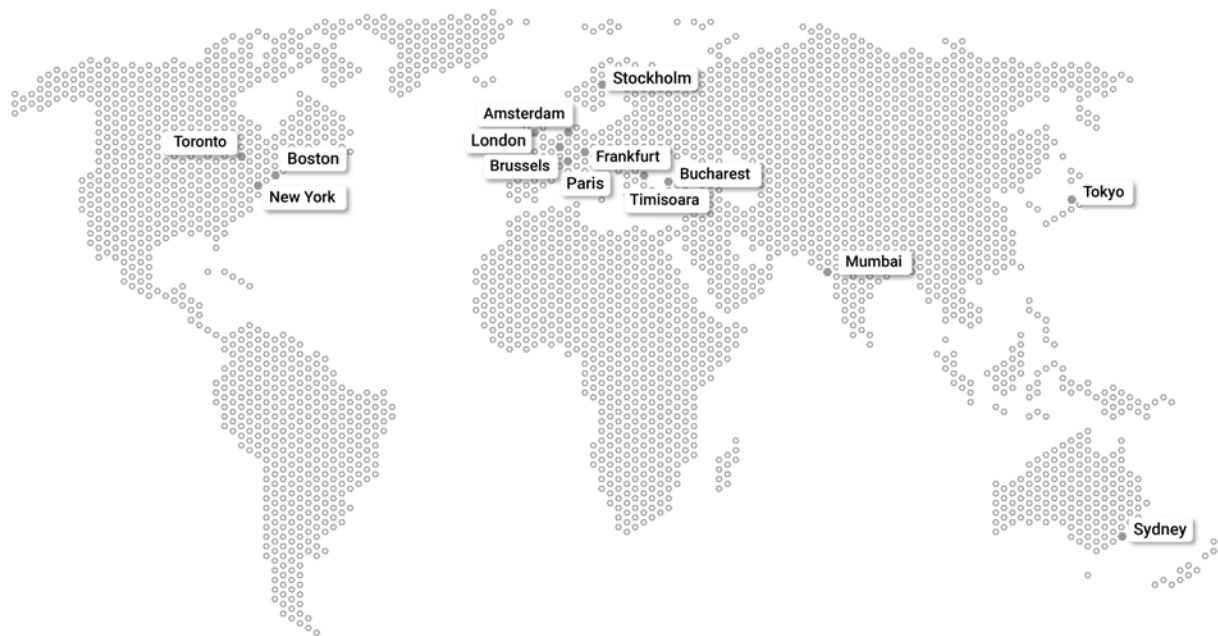 Stockholm
Amsterdam
Toronto
London
Boston
Brussels
Frankfurt
Paris
Bucharest
New York
Timisoara
Tokyo
Mumbai
Sydney